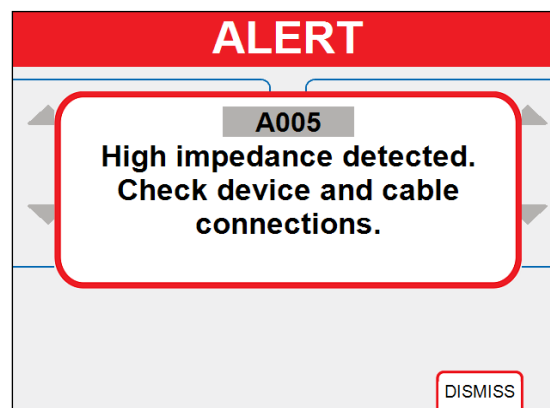 ALERT
A005
High impedance detected.
Check device and cable
connections.
DISMISS